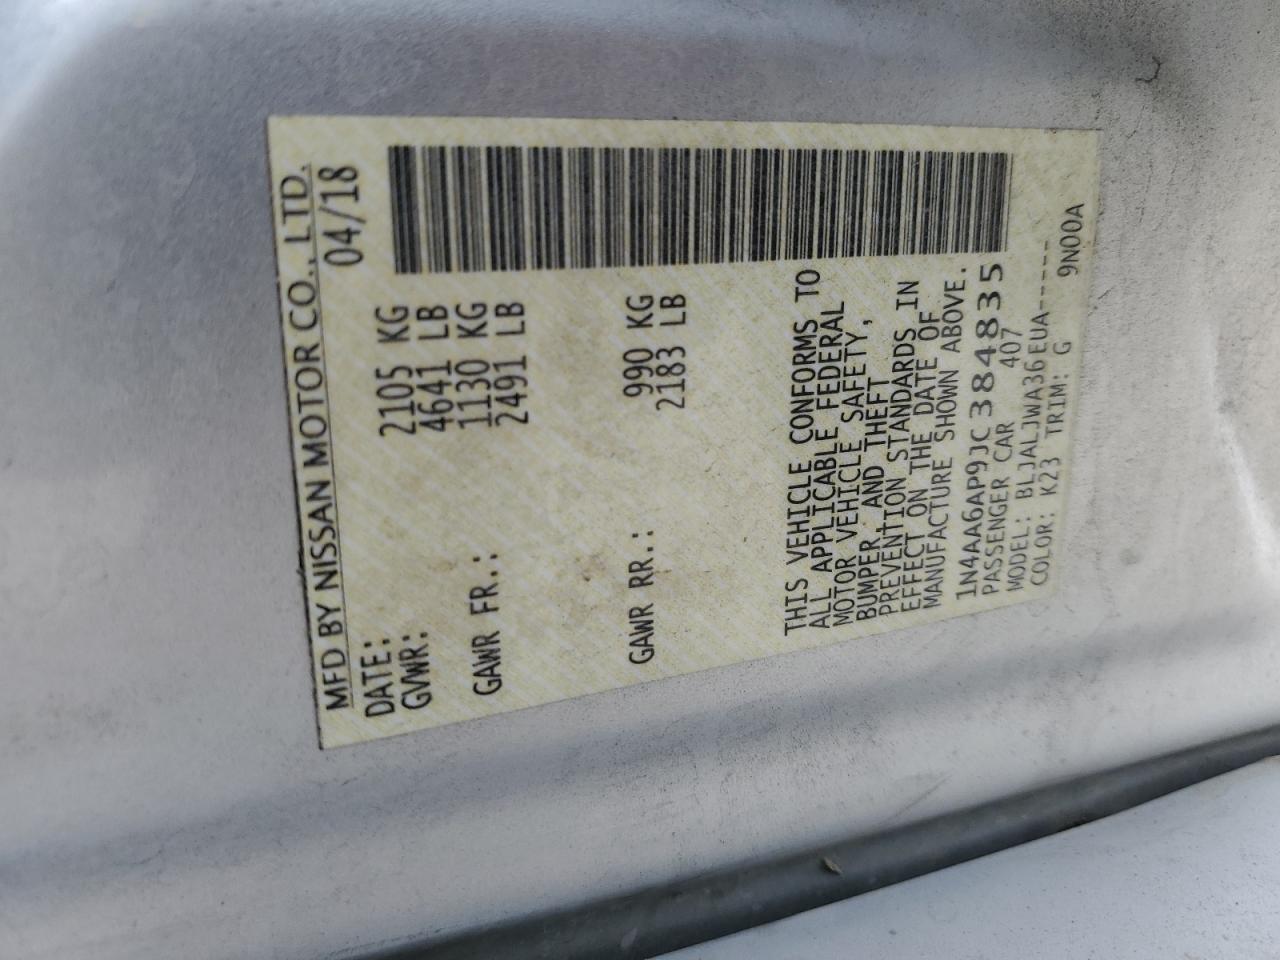 MFD BY NISSAN MOTOR CO., LTD.
DATE: 04/18
GVWR: 2105 KG
4641 LB
GAWR FR.: 1130 KG
2491 LB
GAWR RR.: 990 KG
2183 LB
THIS VEHICLE CONFORMS TO
ALL APPLICABLE FEDERAL
MOTOR VEHICLE SAFETY,
BUMPER, AND THEFT
PREVENTION STANDARDS IN
EFFECT ON THE DATE OF
MANUFACTURE SHOWN ABOVE.
1N4AA6AP9JC384835
PASSENGER CAR 407
MODEL: BLJALJWA36EUA-----
COLOR: K23 TRIM: G 9N00A